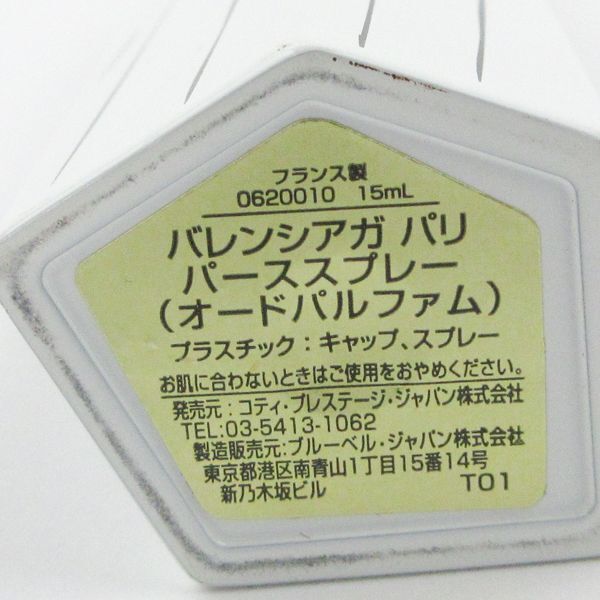 フランス製
0620010 15mL
バレンシアガ パリ
パーススプレー
(オードパルファム)
プラスチック：キャップ、スプレー
お肌に合わないときはご使用をおやめください。
発売元：コティ・プレステージ・ジャパン株式会社
TEL:03-5413-1062
製造販売元:ブルーベル・ジャパン株式会社
東京都港区南青山1丁目15番14号
新乃木坂ビル T01